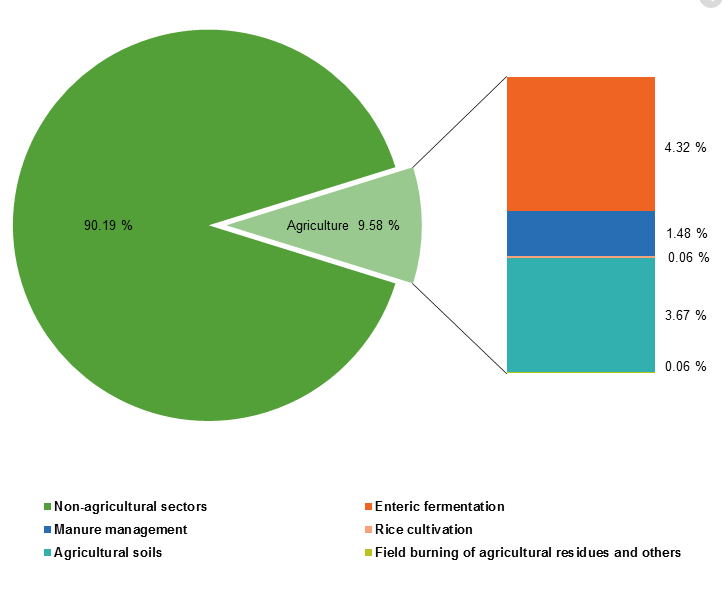 4.32 %
90.19 %
Agriculture 9.58 %
1.48 %
0.06 %
3.67 %
0.06 %
Non-agricultural sectors
Enteric fermentation
Manure management
Rice cultivation
Agricultural soils
Field burning of agricultural residues and others